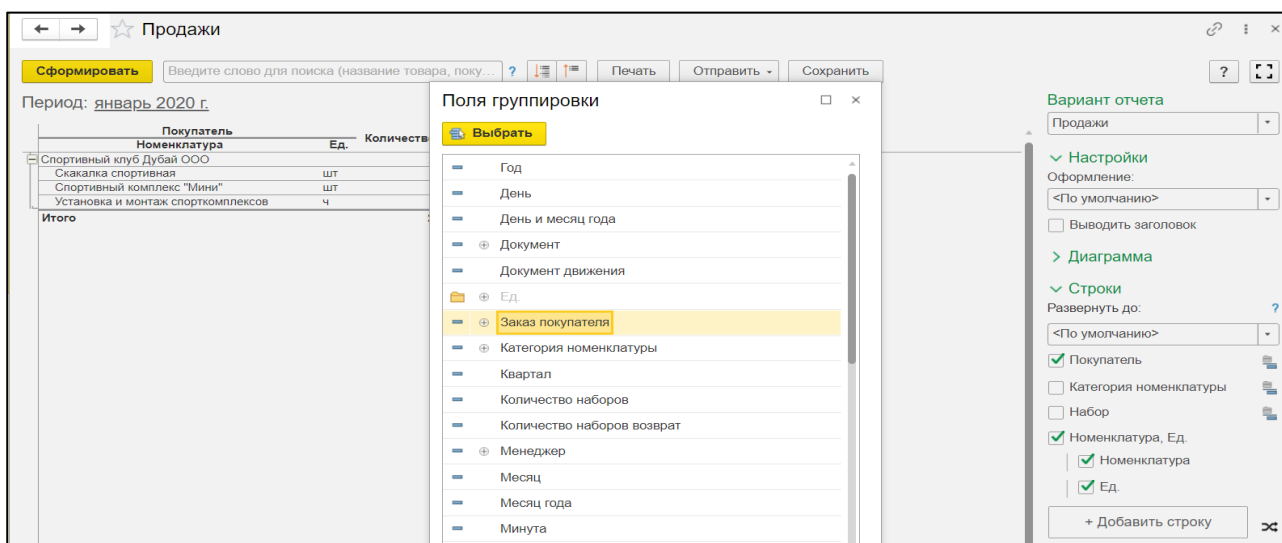 Продажи
Сформировать Введите слово для поиска (название товара, поку... ? Печать Отправить Сохранить ?
Период: январь 2020 г.
Покупатель
Номенклатура Ед. Количеств
Спортивный клуб Дубай ООО
Скакалка спортивная шт
Спортивный комплекс "Мини" шт
Установка и монтаж спорткомплексов ч
Итого
Поля группировки
Выбрать
Год
День
День и месяц года
Документ
Документ движения
Ед.
Заказ покупателя
Категория номенклатуры
Квартал
Количество наборов
Количество наборов возврат
Менеджер
Месяц
Месяц года
Минута
Вариант отчета
Продажи
Настройки
Оформление:
<По умолчанию>
Выводить заголовок
Диаграмма
Строки
Развернуть до: ?
<По умолчанию>
Покупатель
Категория номенклатуры
Набор
Номенклатура, Ед.
Номенклатура
Ед.
+ Добавить строку